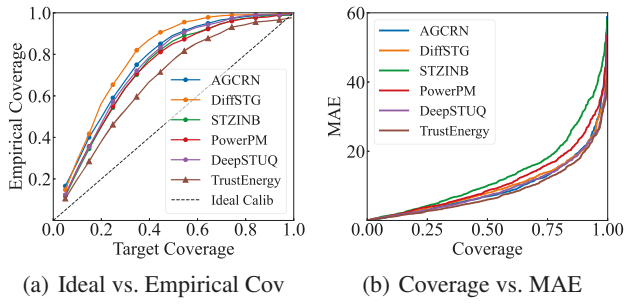 1.0
0.8
0.6
0.4
0.2
Empirical Coverage
AGCRN
DiffSTG
STZINB
PowerPM
DeepSTUQ
TrustEnergy
Ideal Calib
0.0 0.2 0.4 0.6 0.8 1.0
Target Coverage
(a) Ideal vs. Empirical Cov
60
40
20
MAE
AGCRN
DiffSTG
STZINB
PowerPM
DeepSTUQ
TrustEnergy
0.00 0.25 0.50 0.75 1.00
Coverage
(b) Coverage vs. MAE